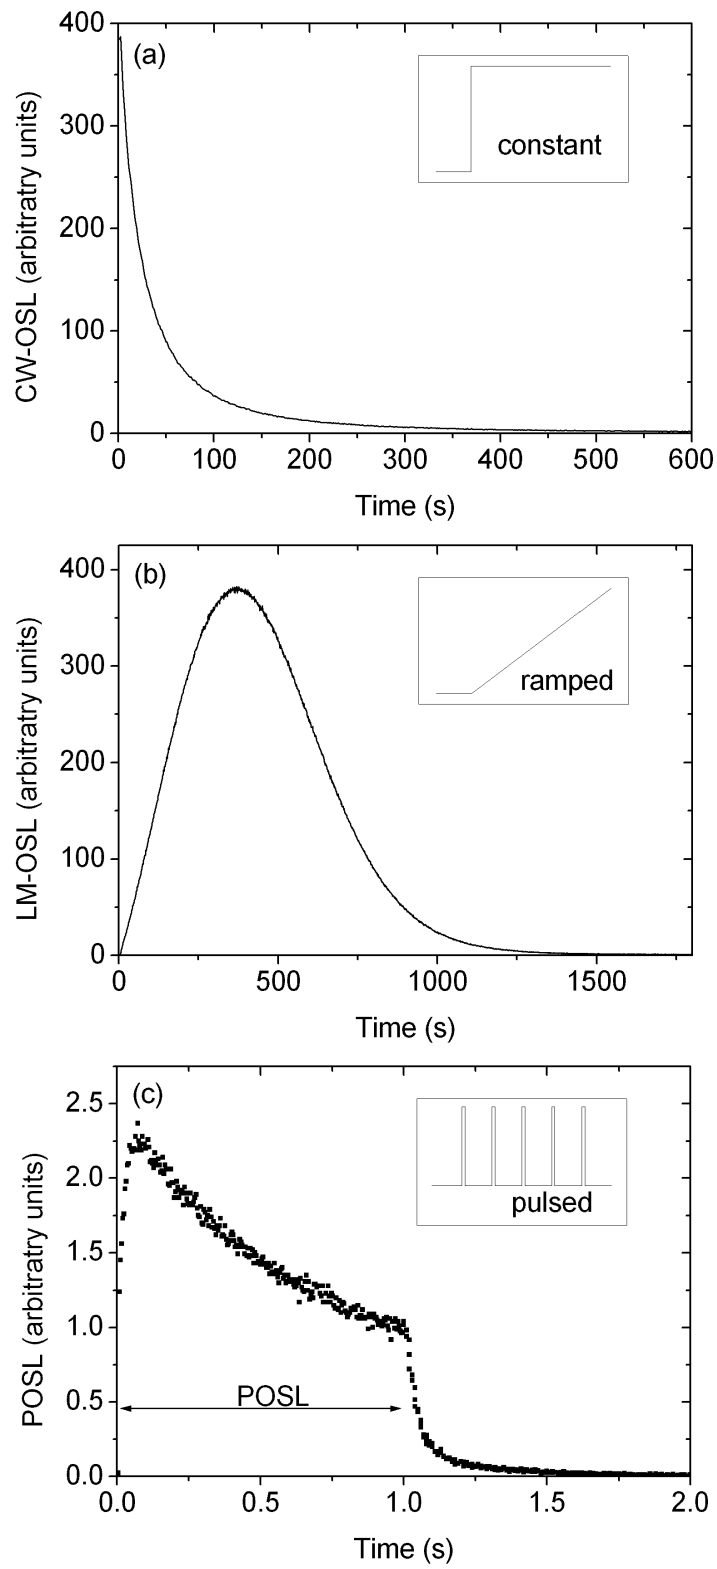 (a)
constant
CW-OSL (arbitratry units)
400
300
200
100
0
0 100 200 300 400 500 600
Time (s)
(b)
ramped
LM-OSL (arbitratry units)
400
300
200
100
0
0 500 1000 1500
Time (s)
(c)
pulsed
POSL (arbitratry units)
2.5
2.0
1.5
1.0
0.5
0.0
POSL
0.0 0.5 1.0 1.5 2.0
Time (s)